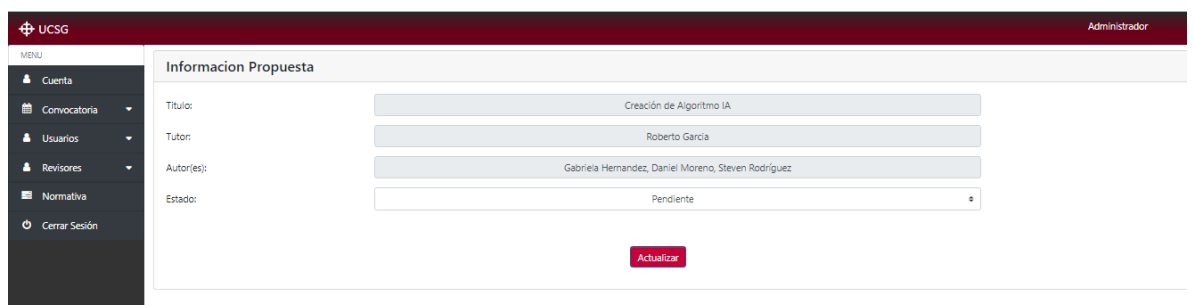 UCSG
Administrador
MENU
Cuenta
Convocatoria
Usuarios
Revisores
Normativa
Cerrar Sesión
Informacion Propuesta
Titulo: Creación de Algoritmo IA
Tutor: Roberto Garcia
Autor(es): Gabriela Hernandez, Daniel Moreno, Steven Rodríguez
Estado: Pendiente
Actualizar